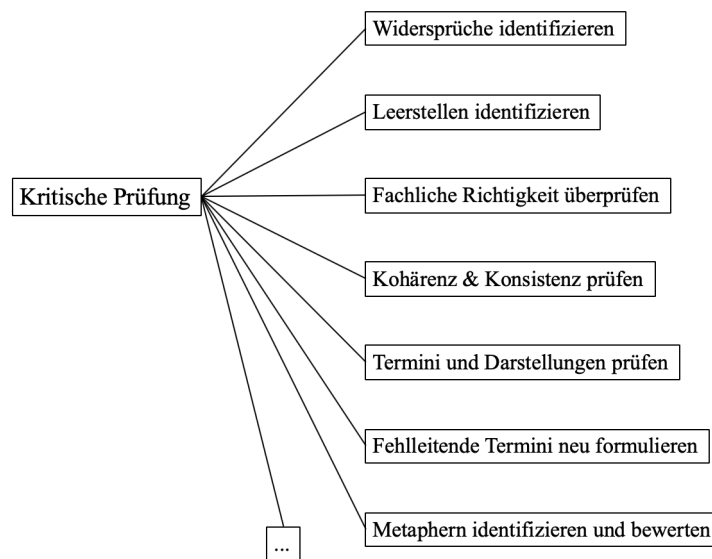 Widersprüche identifizieren
Leerstellen identifizieren
Kritische Prüfung
Fachliche Richtigkeit überprüfen
Kohärenz & Konsistenz prüfen
Termini und Darstellungen prüfen
Fehlleitende Termini neu formulieren
Metaphern identifizieren und bewerten
...